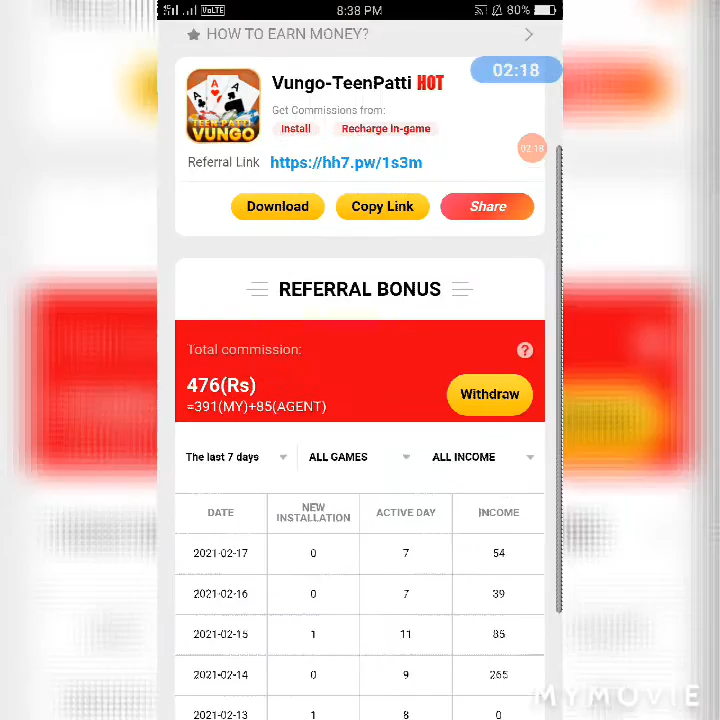 VoLTE
8:38 PM
80%
HOW TO EARN MONEY?
02:18
Vungo-TeenPatti HOT
Get Commissions from:
Install Recharge In-game
02:18
TEEN PATTI
VUNGO
Referral Link https://hh7.pw/1s3m
Download Copy Link Share
REFERRAL BONUS
Total commission: ?
476(Rs)
=391(MY)+85(AGENT)
Withdraw
The last 7 days ALL GAMES ALL INCOME
DATE NEW INSTALLATION ACTIVE DAY INCOME
2021-02-17 0 7 54
2021-02-16 0 7 39
2021-02-15 1 11 85
2021-02-14 0 9 265
2021-02-13 1 8 0
MYMOVIE